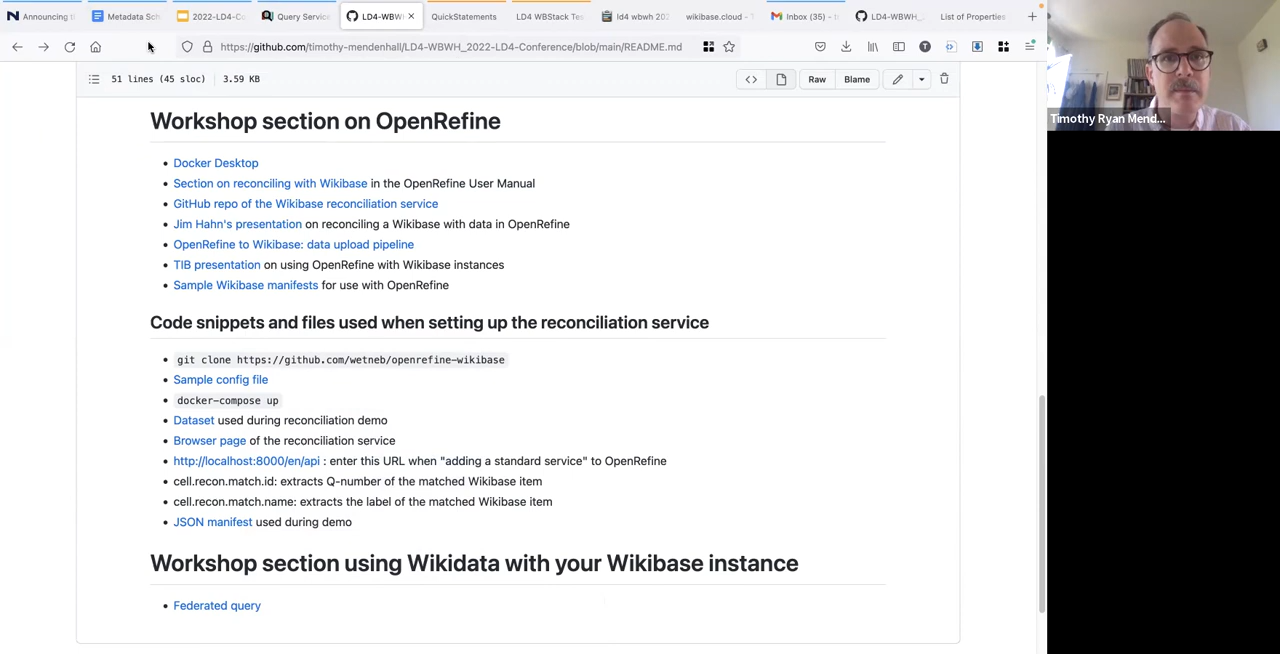 Announcing t
Metadata Sch
2022-LD4-Co
Query Service
LD4-WBW
QuickStatements
LD4 WBStack Tes
ld4 wbwh 202
wikibase.cloud -
Inbox (35) - t
LD4-WBWH_
List of Properties
https://github.com/timothy-mendenhall/LD4-WBWH_2022-LD4-Conference/blob/main/README.md
51 lines (45 sloc) 3.59 KB
Raw
Blame
Workshop section on OpenRefine
Docker Desktop
Section on reconciling with Wikibase in the OpenRefine User Manual
GitHub repo of the Wikibase reconciliation service
Jim Hahn's presentation on reconciling a Wikibase with data in OpenRefine
OpenRefine to Wikibase: data upload pipeline
TIB presentation on using OpenRefine with Wikibase instances
Sample Wikibase manifests for use with OpenRefine
Code snippets and files used when setting up the reconciliation service
git clone https://github.com/wetneb/openrefine-wikibase
Sample config file
docker-compose up
Dataset used during reconciliation demo
Browser page of the reconciliation service
http://localhost:8000/en/api : enter this URL when "adding a standard service" to OpenRefine
cell.recon.match.id: extracts Q-number of the matched Wikibase item
cell.recon.match.name: extracts the label of the matched Wikibase item
JSON manifest used during demo
Workshop section using Wikidata with your Wikibase instance
Federated query
Timothy Ryan Mend...